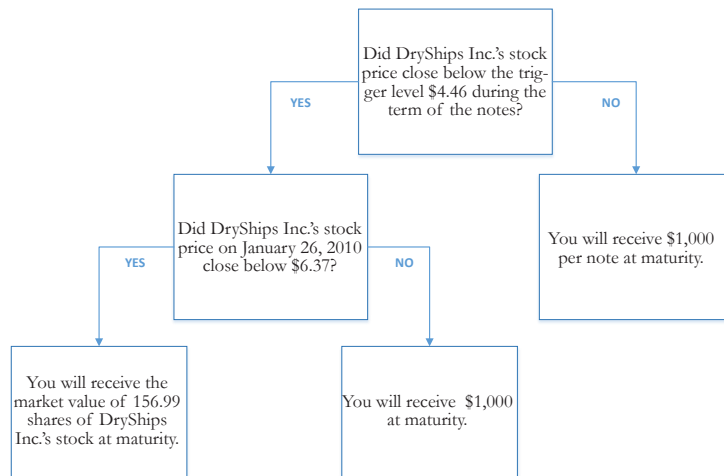 Did DryShips Inc.'s stock
price close below the trig-
ger level $4.46 during the
term of the notes?
YES
NO
Did DryShips Inc.'s stock
price on January 26, 2010
close below $6.37?
You will receive $1,000
per note at maturity.
YES
NO
You will receive the
market value of 156.99
shares of DryShips
Inc.'s stock at maturity.
You will receive $1,000
at maturity.